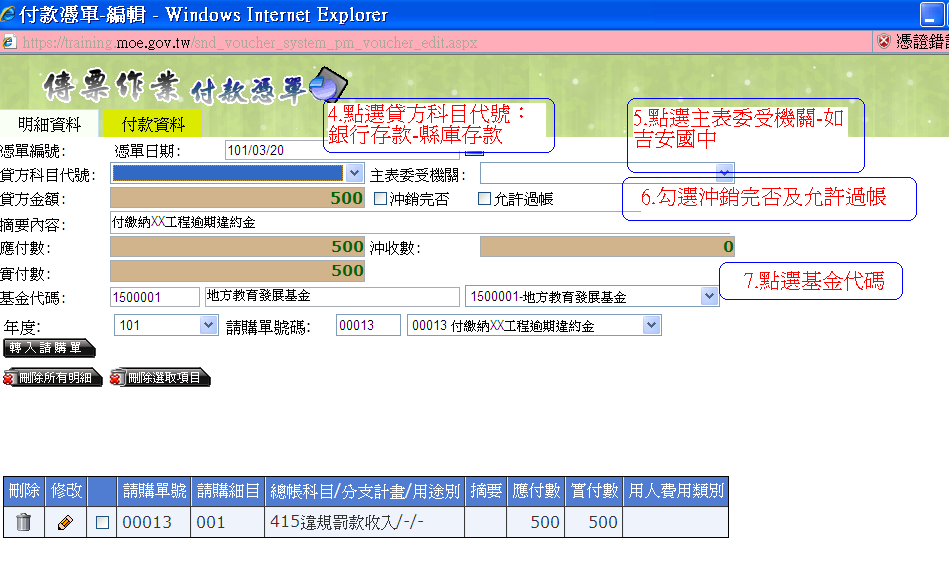 付款憑單-編輯 - Windows Internet Explorer
https://training.moe.gov.tw/snd_voucher_system_pm_voucher_edit.aspx
憑證錯誤
傳票作業 付款憑單
明細資料 付款資料
4.點選貸方科目代號：
銀行存款-縣庫存款
5.點選主表委受機關-如
吉安國中
憑單編號: 憑單日期: 101/03/20
貸方科目代號: 主表委受機關:
貸方金額: 500 沖銷完否 允許過帳
6.勾選沖銷完否及允許過帳
摘要內容: 付繳納XX工程逾期違約金
應付數: 500 沖收數: 0
實付數: 500
7.點選基金代碼
基金代碼: 1500001 地方教育發展基金 1500001-地方教育發展基金
年度: 101 請購單號碼: 00013 00013 付繳納XX工程逾期違約金
轉入請購單
刪除所有明細 刪除選取項目
刪除 修改 請購單號 請購細目 總帳科目/分支計畫/用途別 摘要 應付數 實付數 用人費用類別
00013 001 415違規罰款收入/-/- 500 500